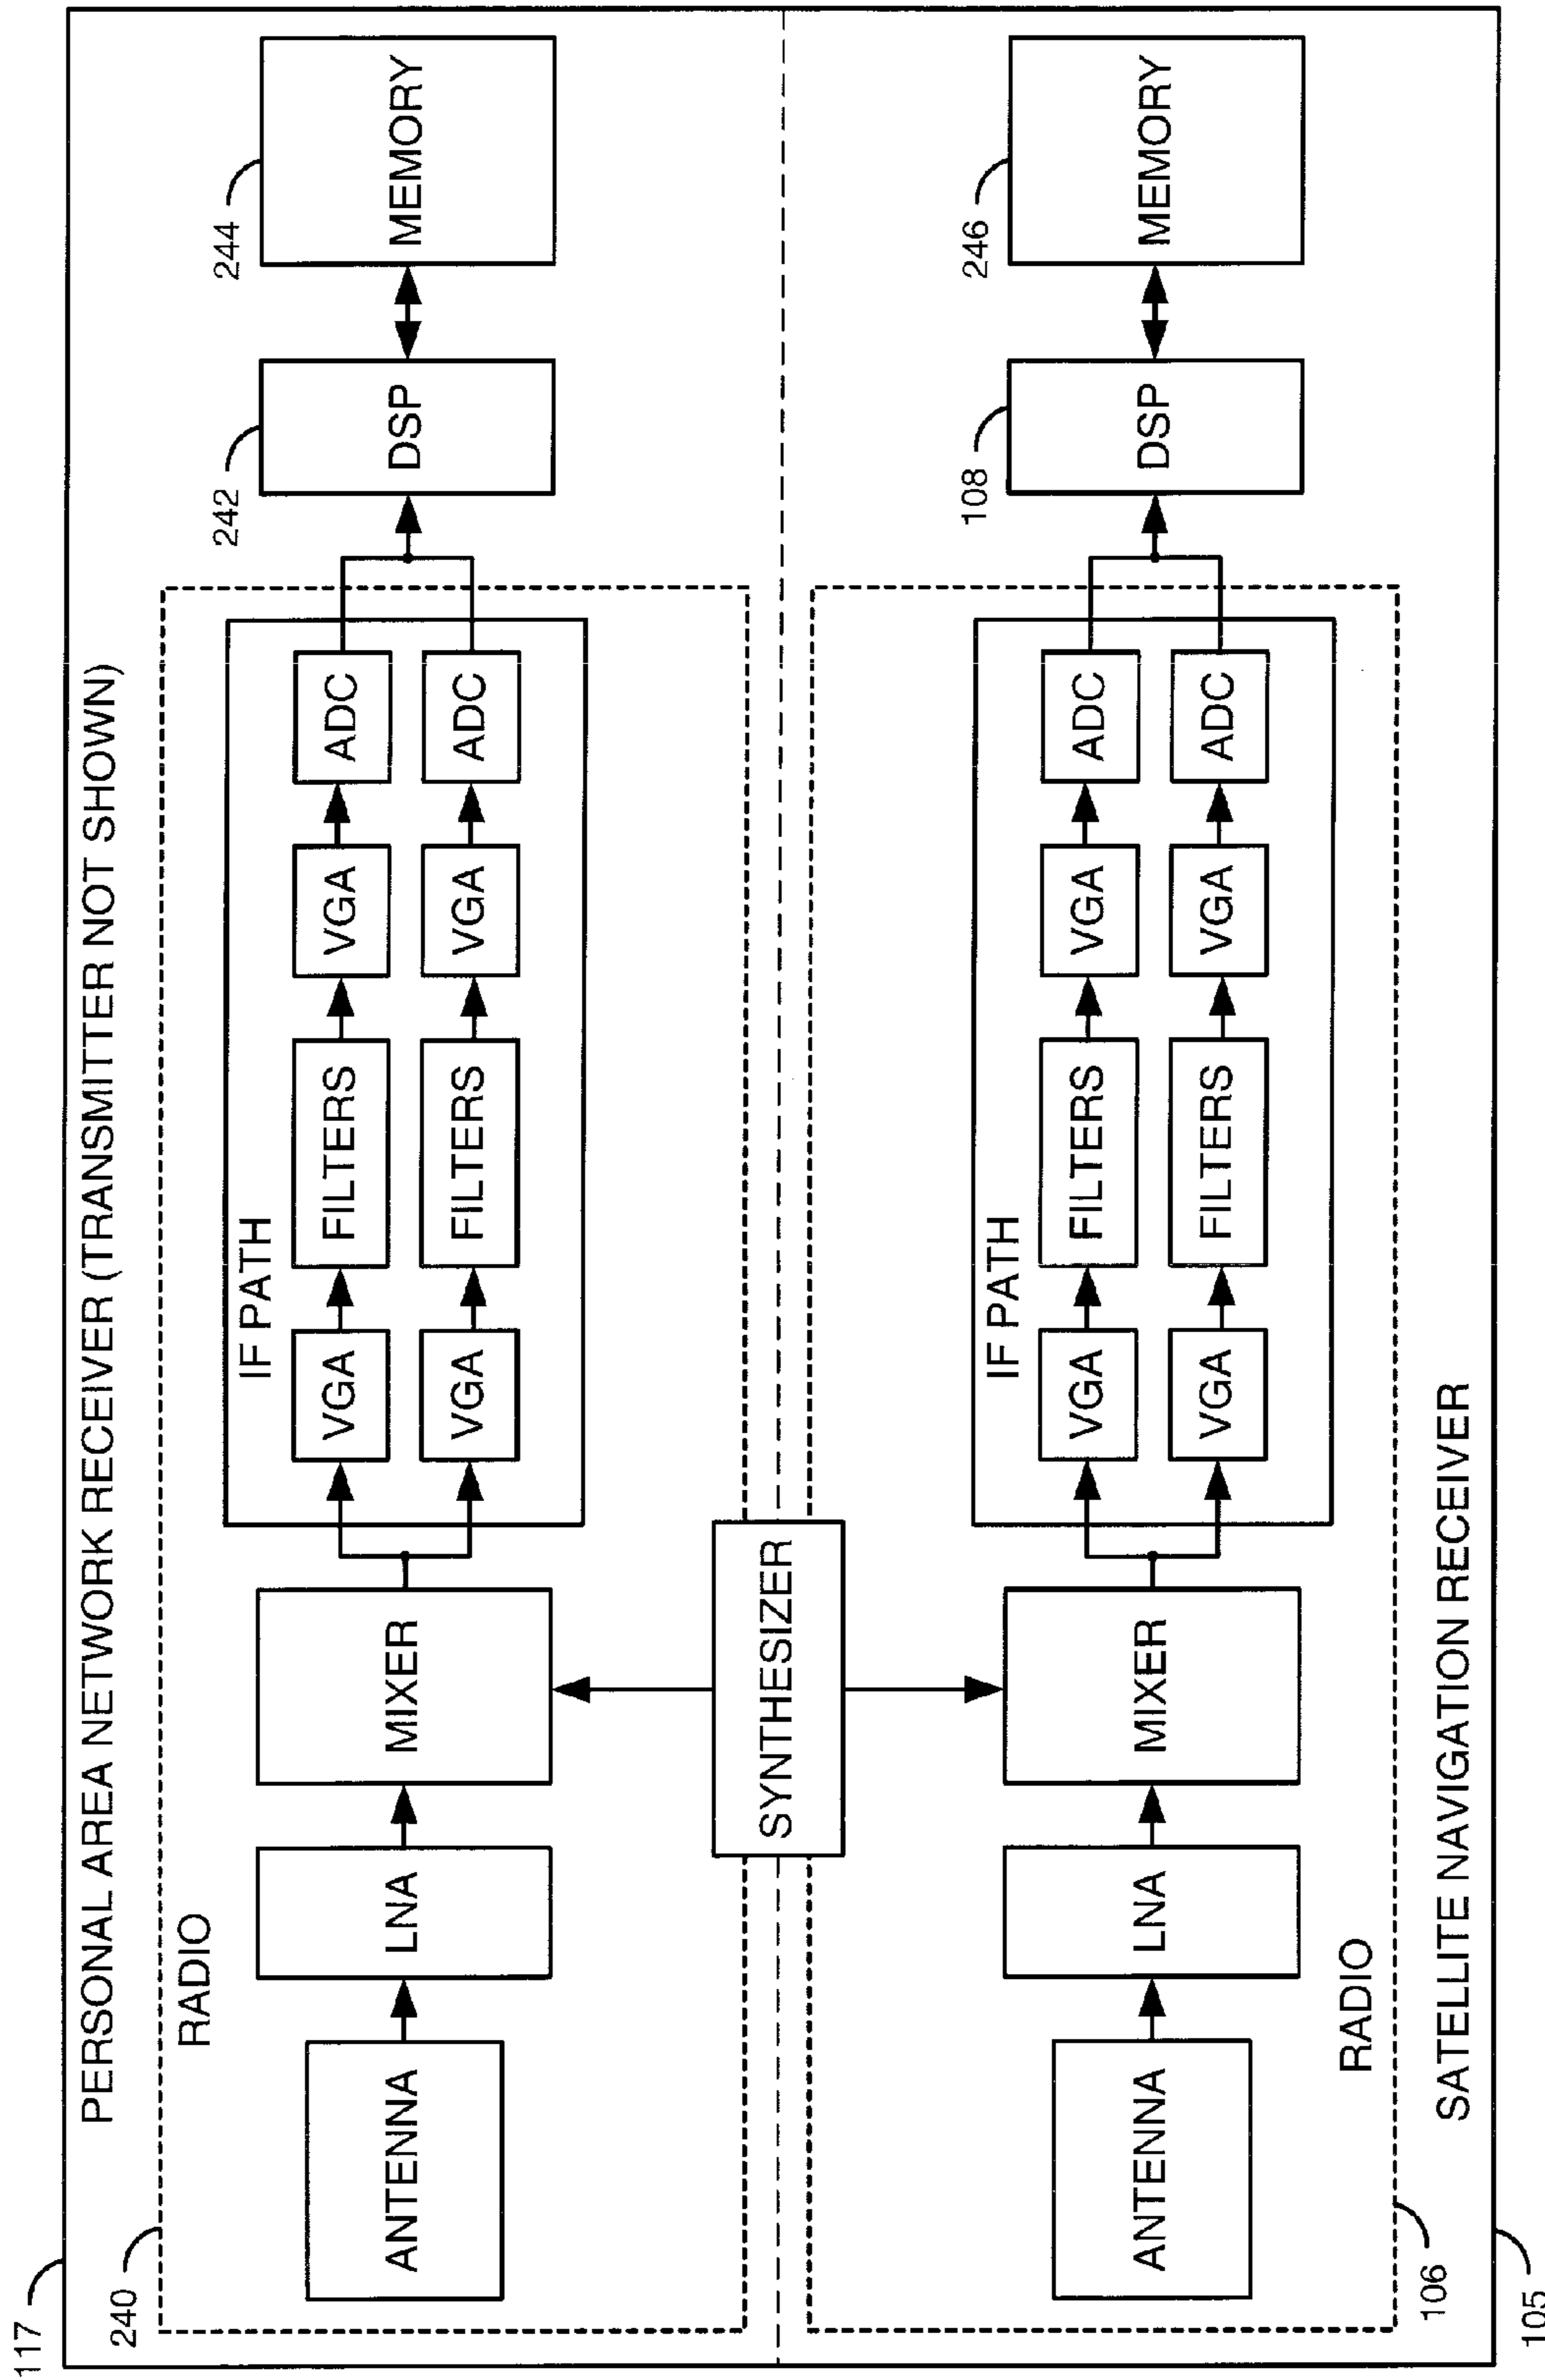 117
PERSONAL AREA NETWORK RECEIVER (TRANSMITTER NOT SHOWN)
240
RADIO
ANTENNA
LNA
MIXER
IF PATH
VGA
FILTERS
VGA
ADC
VGA
FILTERS
VGA
ADC
242
DSP
244
MEMORY
SYNTHESIZER
ANTENNA
LNA
MIXER
IF PATH
VGA
FILTERS
VGA
ADC
VGA
FILTERS
VGA
ADC
108
DSP
246
MEMORY
RADIO
106
SATELLITE NAVIGATION RECEIVER
105